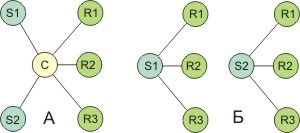 S1 R1 R1 R1
C R2 S1 R2 S2 R2
S2 А R3 R3 Б R3